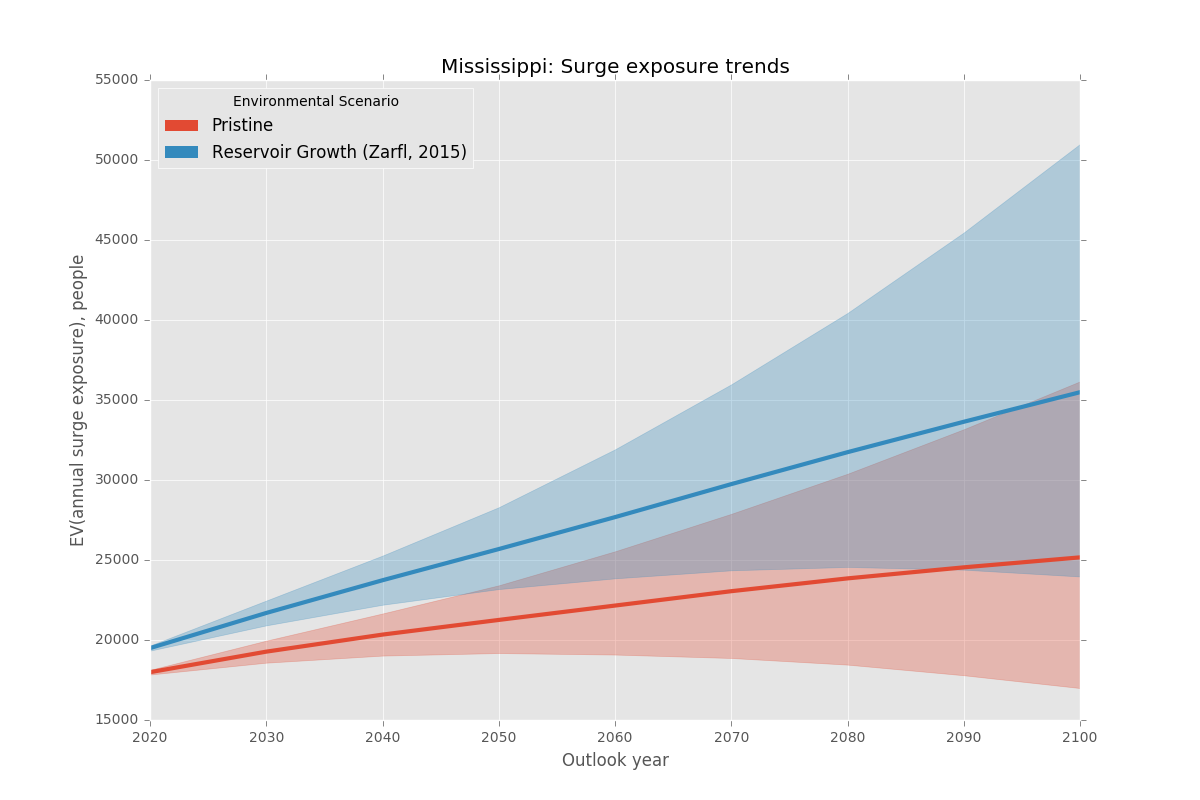 Mississippi: Surge exposure trends
Environmental Scenario
Pristine
Reservoir Growth (Zarfl, 2015)
EV(annual surge exposure), people
55000
50000
45000
40000
35000
30000
25000
20000
15000
2020 2030 2040 2050 2060 2070 2080 2090 2100
Outlook year